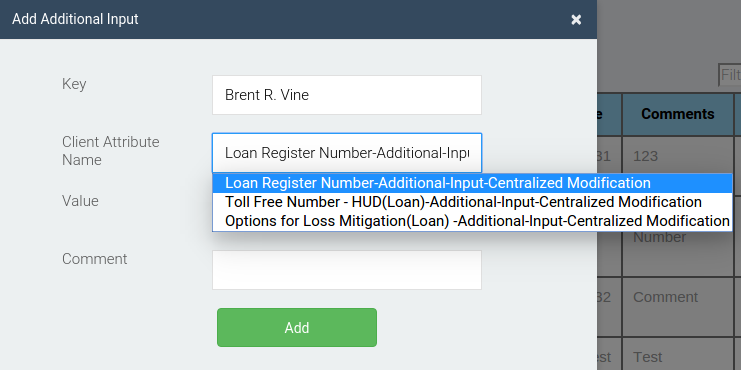 Add Additional Input
×
Filt
Key
Brent R. Vine
Comments
Client Attribute
Name
Loan Register Number-Additional-Inpu
31
123
Loan Register Number-Additional-Input-Centralized Modification
Value
Toll Free Number - HUD(Loan)-Additional-Input-Centralized Modification
Options for Loss Mitigation(Loan) -Additional-Input-Centralized Modification
Number
Comment
32
Comment
Add
est
Test